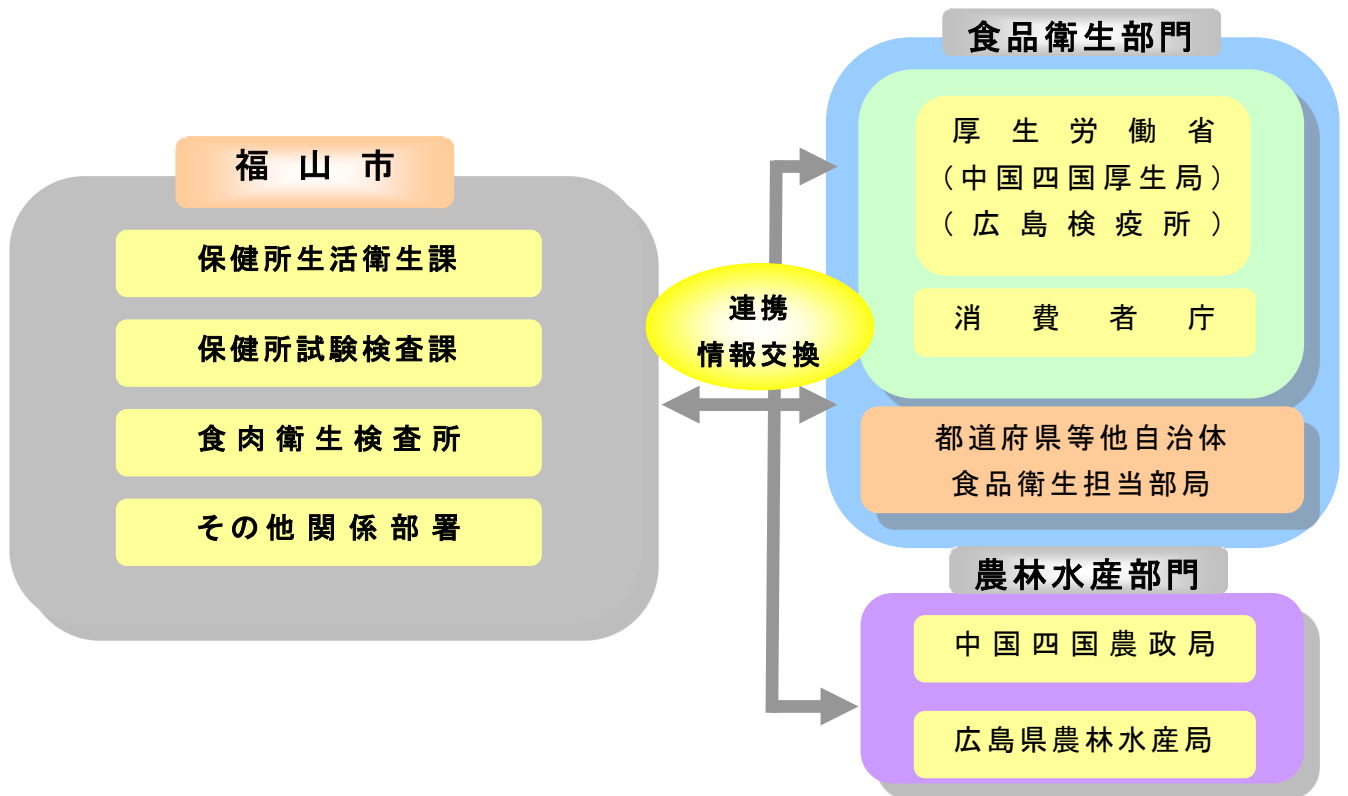 福山市
保健所生活衛生課
保健所試験検査課
食肉衛生検査所
その他関係部署
連携
情報交換
食品衛生部門
厚生労働省
（中国四国厚生局）
（広島検疫所）
消費者庁
都道府県等他自治体
食品衛生担当部局
農林水産部門
中国四国農政局
広島県農林水産局